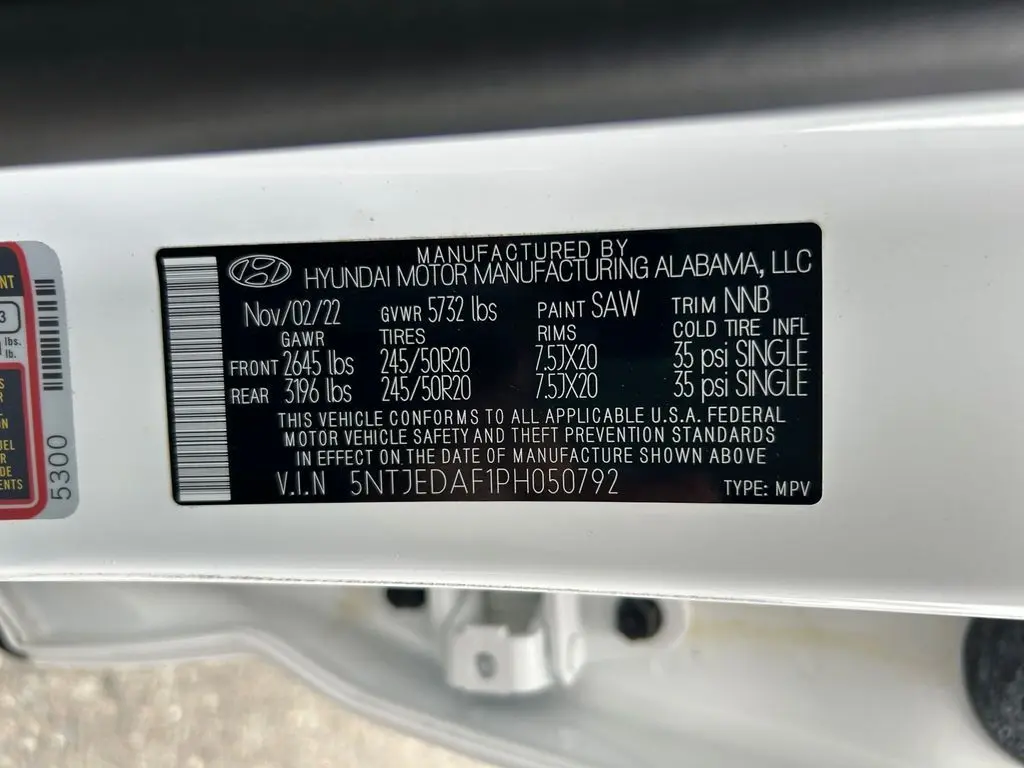 MANUFACTURED BY
HYUNDAI MOTOR MANUFACTURING ALABAMA, LLC
Nov/02/22 GVWR 5732 lbs PAINT SAW TRIM NNB
GAWR TIRES RIMS COLD TIRE INFL
FRONT 2645 lbs 245/50R20 7.5JX20 35 psi SINGLE
REAR 3196 lbs 245/50R20 7.5JX20 35 psi SINGLE
THIS VEHICLE CONFORMS TO ALL APPLICABLE U.S.A. FEDERAL
MOTOR VEHICLE SAFETY AND THEFT PREVENTION STANDARDS
IN EFFECT ON THE DATE OF MANUFACTURE SHOWN ABOVE
V.I.N 5NTJEDAF1PH050792 TYPE: MPV
5300
3
lbs.
lb.